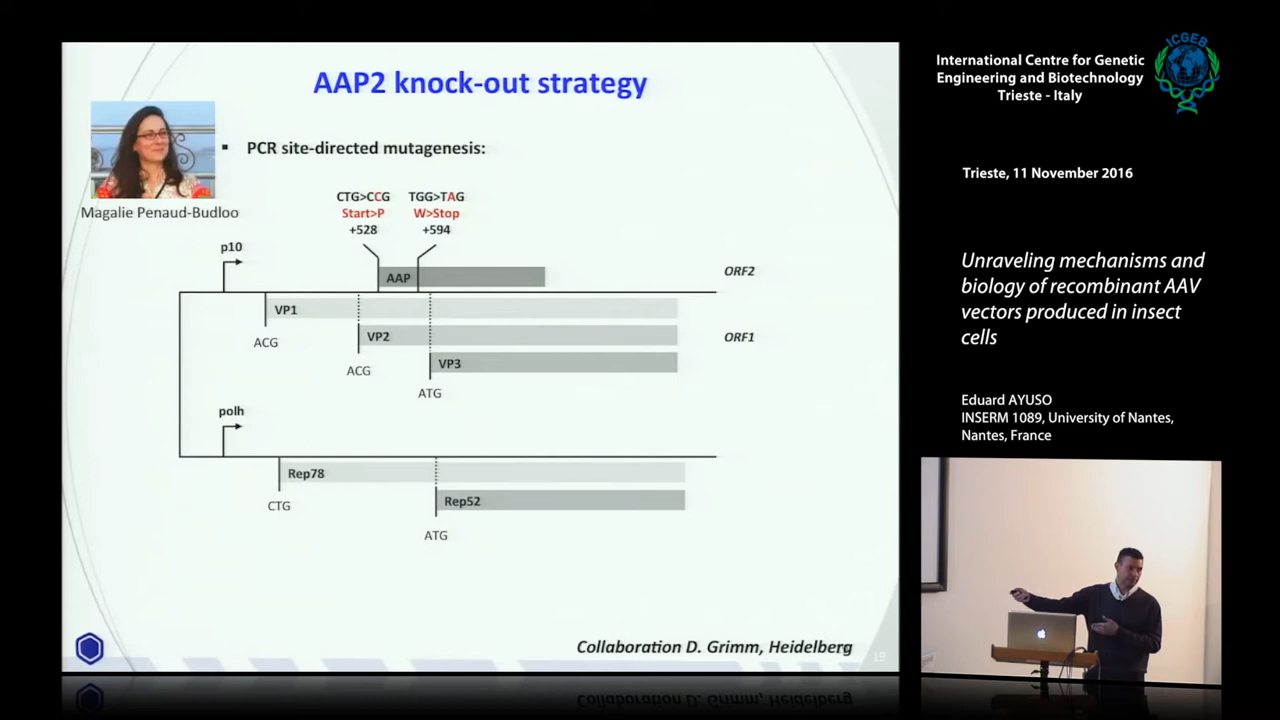 AAP2 knock-out strategy
Magalie Penaud-Budloo
▪ PCR site-directed mutagenesis:
CTG>CCG TGG>TAG
Start>P W>Stop
+528 +594
p10
AAP
ORF2
VP1
ACG
VP2
ORF1
ACG
VP3
ATG
polh
Rep78
CTG
Rep52
ATG
Collaboration D. Grimm, Heidelberg
19
International Centre for Genetic
Engineering and Biotechnology
Trieste - Italy
ICGEB
Trieste, 11 November 2016
Unraveling mechanisms and
biology of recombinant AAV
vectors produced in insect
cells
Eduard AYUSO
INSERM 1089, University of Nantes,
Nantes, France